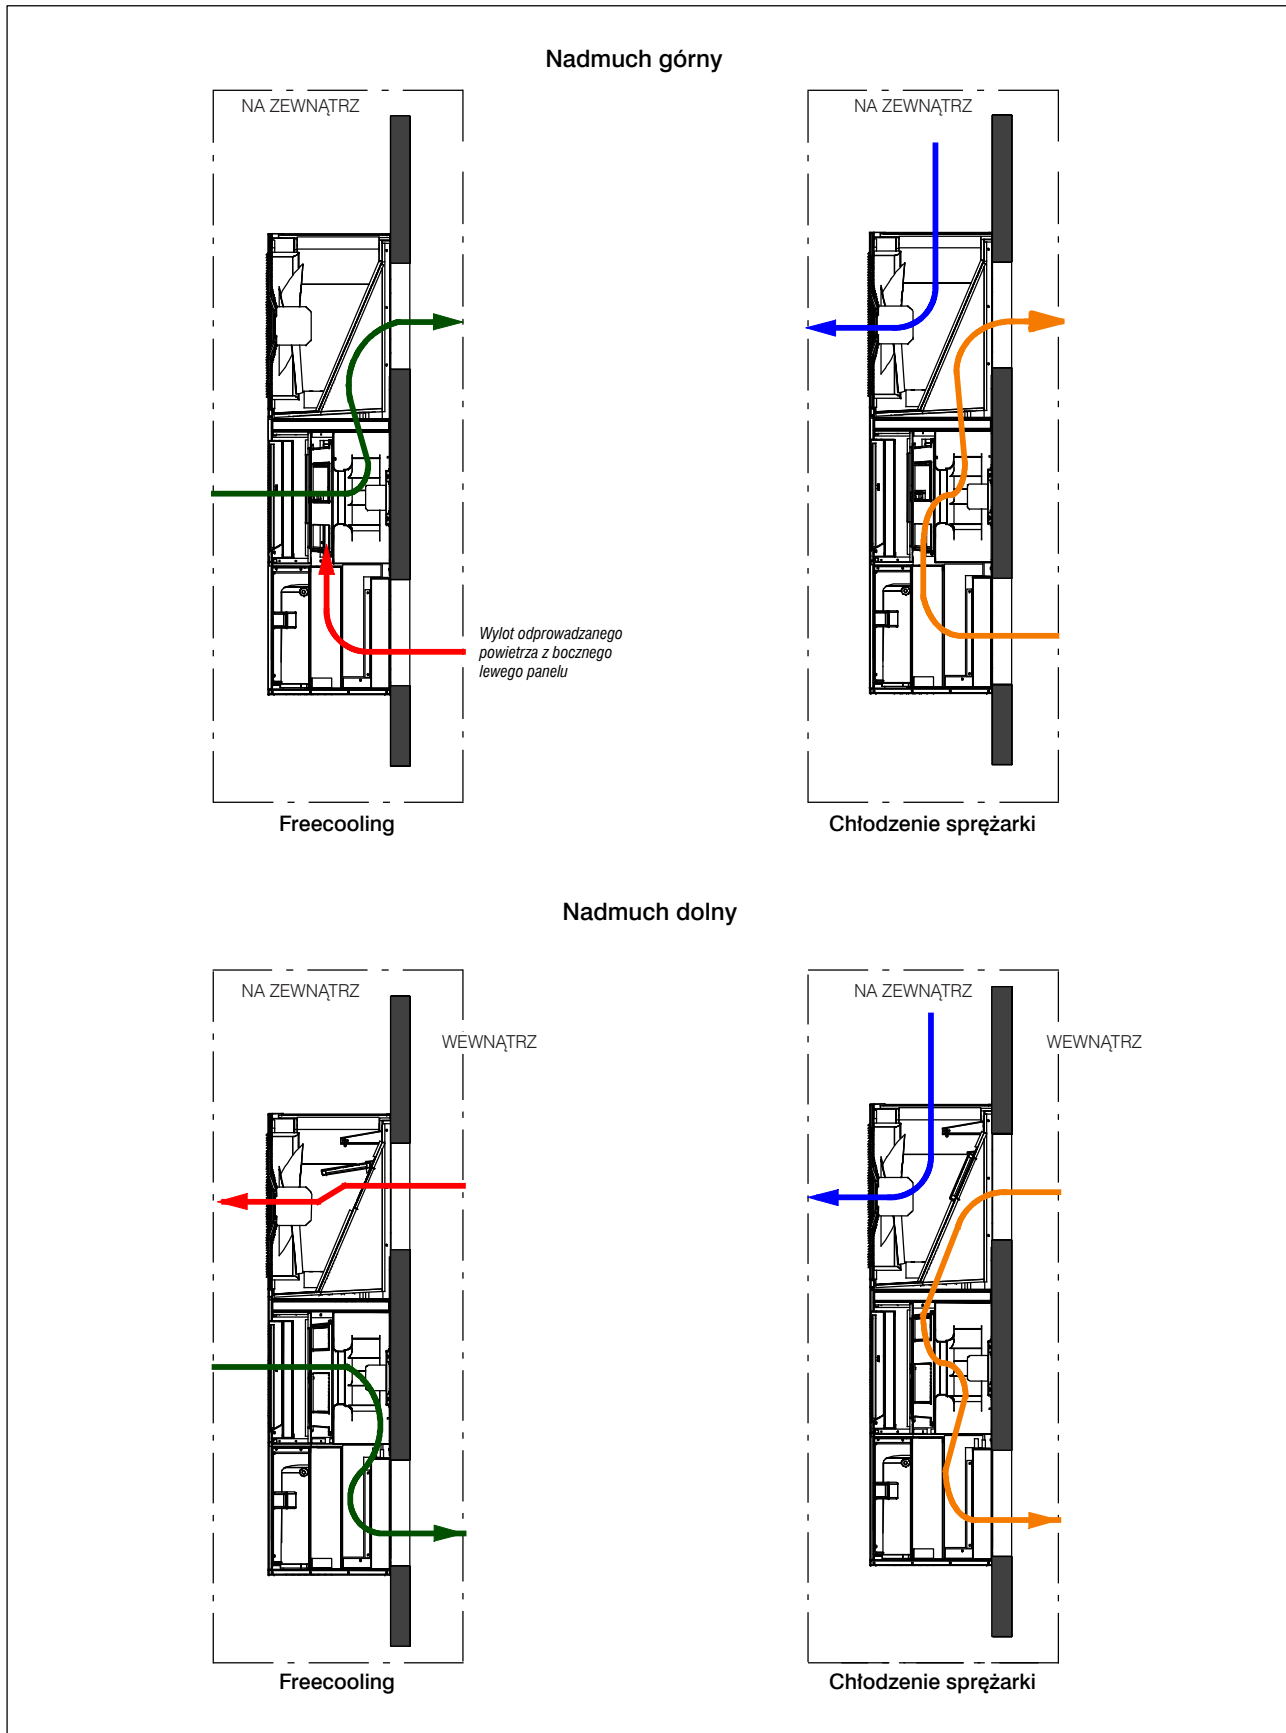 Nadmuch górny
NA ZEWNĄTRZ
NA ZEWNĄTRZ
Wylot odprowadzanego
powietrza z bocznego
lewego panelu
Freecooling
Chłodzenie sprężarki
Nadmuch dolny
NA ZEWNĄTRZ
NA ZEWNĄTRZ
WEWNĄTRZ
WEWNĄTRZ
Freecooling
Chłodzenie sprężarki